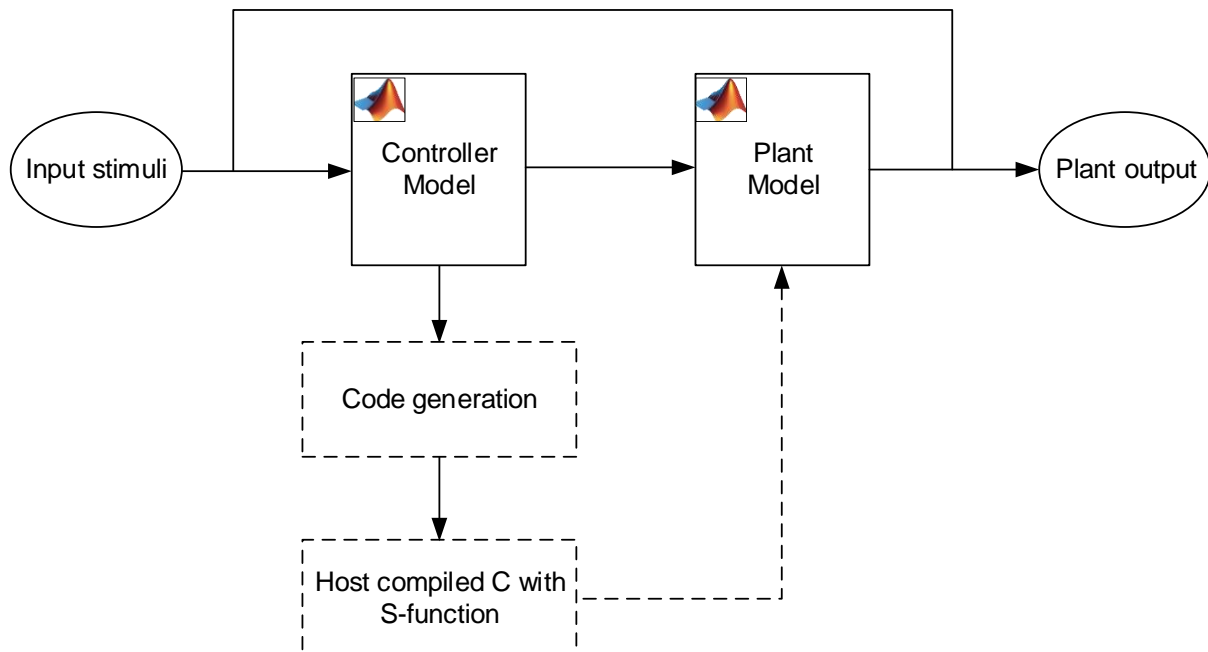 Input stimuli
Controller
Model
Plant
Model
Plant output
Code generation
Host compiled C with
S-function